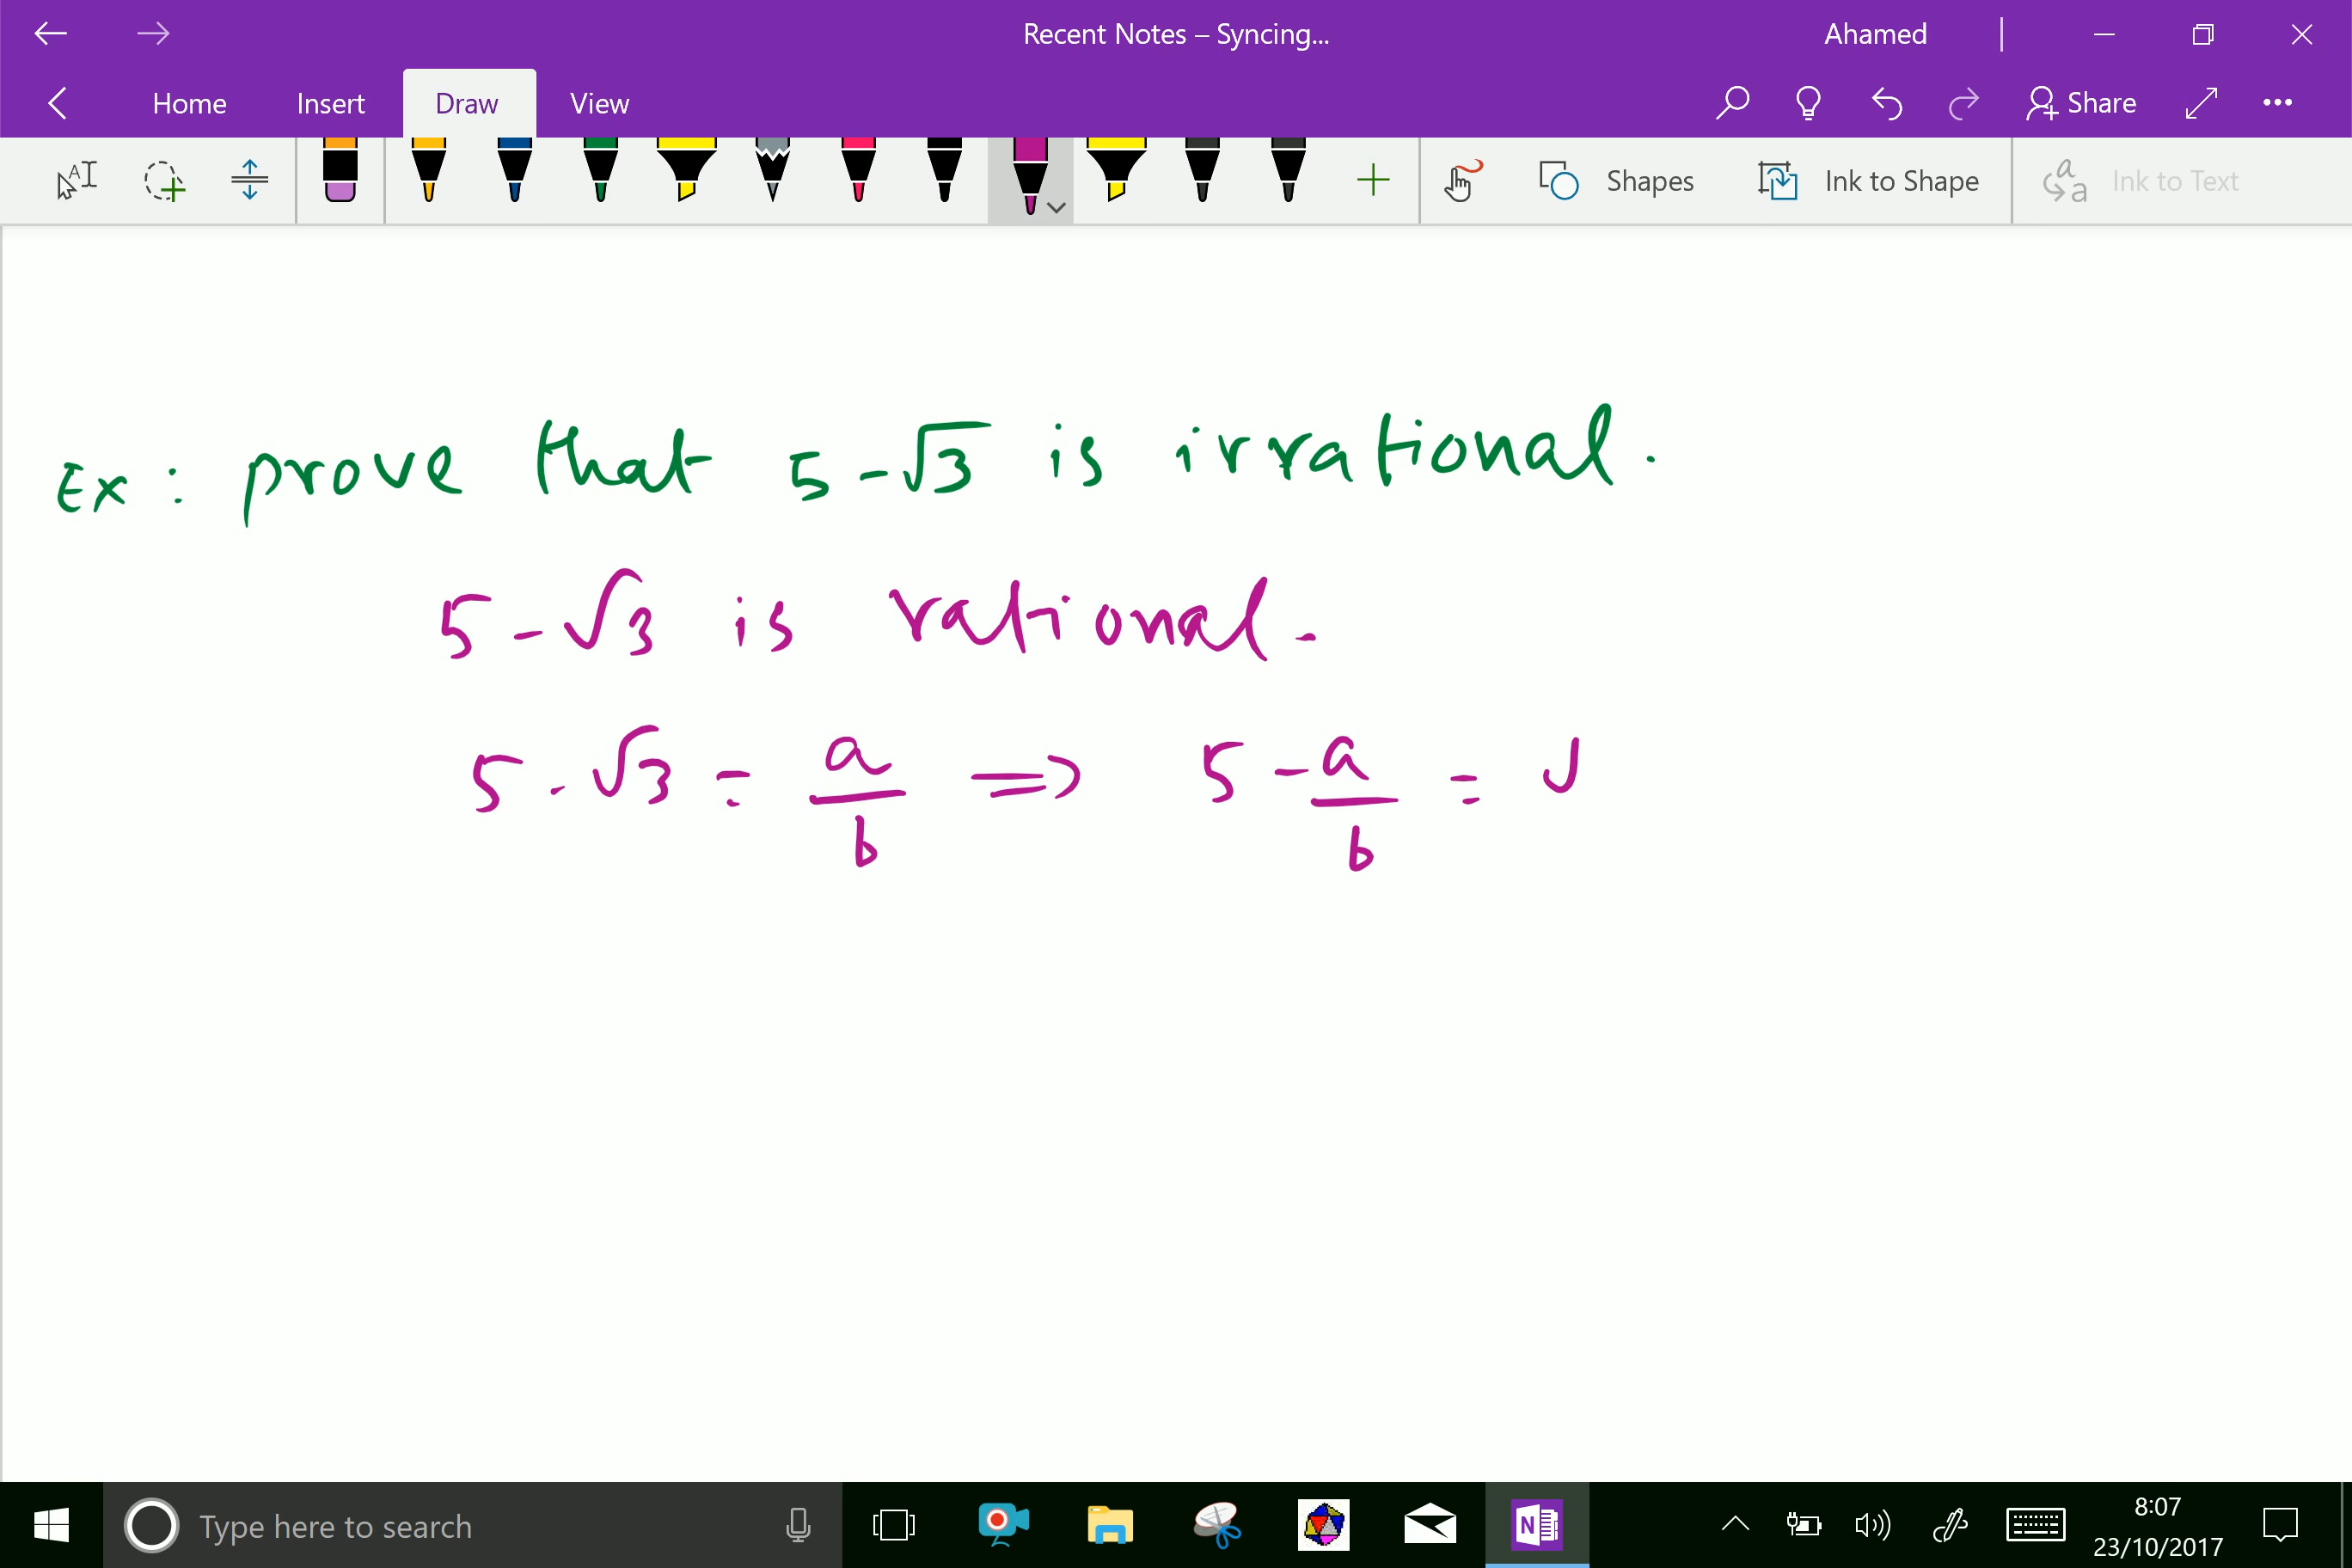 Recent Notes – Syncing...
Ahamed
Home Insert Draw View
Share
Shapes Ink to Shape Ink to Text
Ex : prove that 5 - √3 is irrational.
5 - √3 is rational.
5 - √3 = a/b ⇒ 5 - a/b = √
Type here to search
8:07
23/10/2017